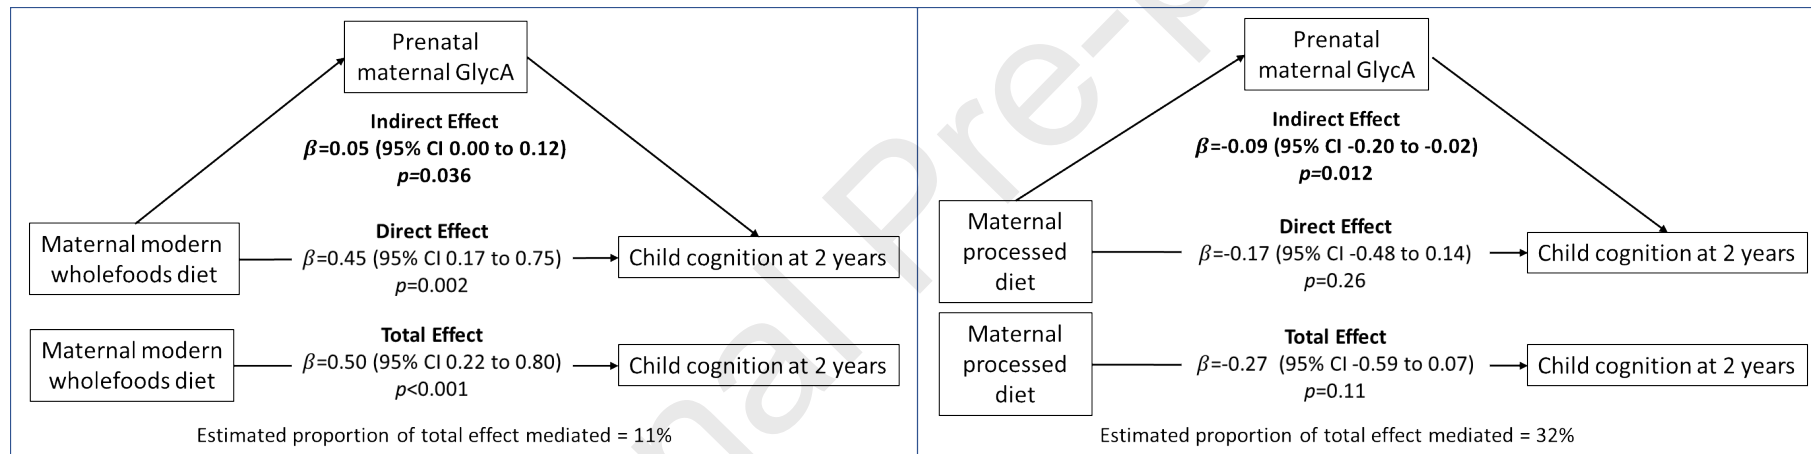 Prenatal
maternal GlycA
Indirect Effect
β=0.05 (95% CI 0.00 to 0.12)
p=0.036
Maternal modern
wholefoods diet
Direct Effect
β=0.45 (95% CI 0.17 to 0.75)
p=0.002
Child cognition at 2 years
Maternal modern
wholefoods diet
Total Effect
β=0.50 (95% CI 0.22 to 0.80)
p<0.001
Child cognition at 2 years
Estimated proportion of total effect mediated = 11%
Prenatal
maternal GlycA
Indirect Effect
β=-0.09 (95% CI -0.20 to -0.02)
p=0.012
Maternal
processed
diet
Direct Effect
β=-0.17 (95% CI -0.48 to 0.14)
p=0.26
Child cognition at 2 years
Maternal
processed
diet
Total Effect
β=-0.27 (95% CI -0.59 to 0.07)
p=0.11
Child cognition at 2 years
Estimated proportion of total effect mediated = 32%
nal Pre-p